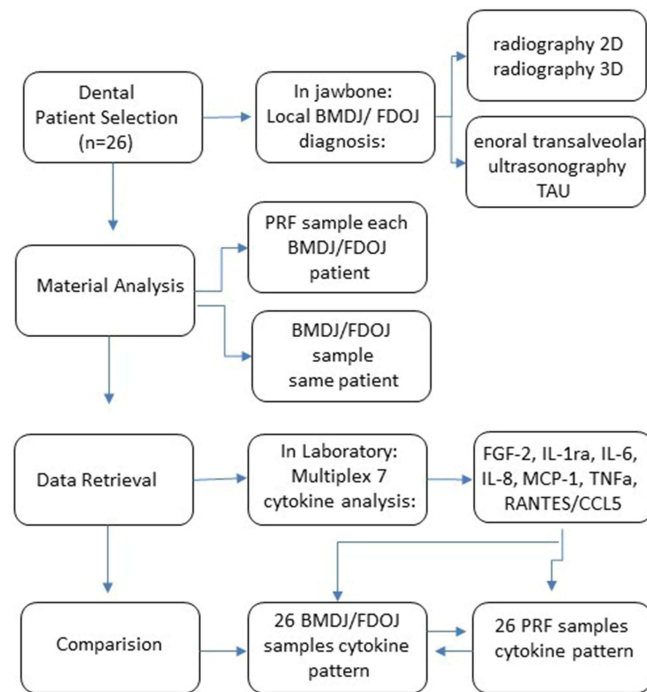 Dental
Patient Selection
(n=26)
In jawbone:
Local BMDJ/ FDOJ
diagnosis:
radiography 2D
radiography 3D
enoral transalveolar
ultrasonography
TAU
Material Analysis
PRF sample each
BMDJ/FDOJ
patient
BMDJ/FDOJ
sample
same patient
Data Retrieval
In Laboratory:
Multiplex 7
cytokine analysis:
FGF-2, IL-1ra, IL-6,
IL-8, MCP-1, TNFa,
RANTES/CCL5
Comparision
26 BMDJ/FDOJ
samples cytokine
pattern
26 PRF samples
cytokine pattern